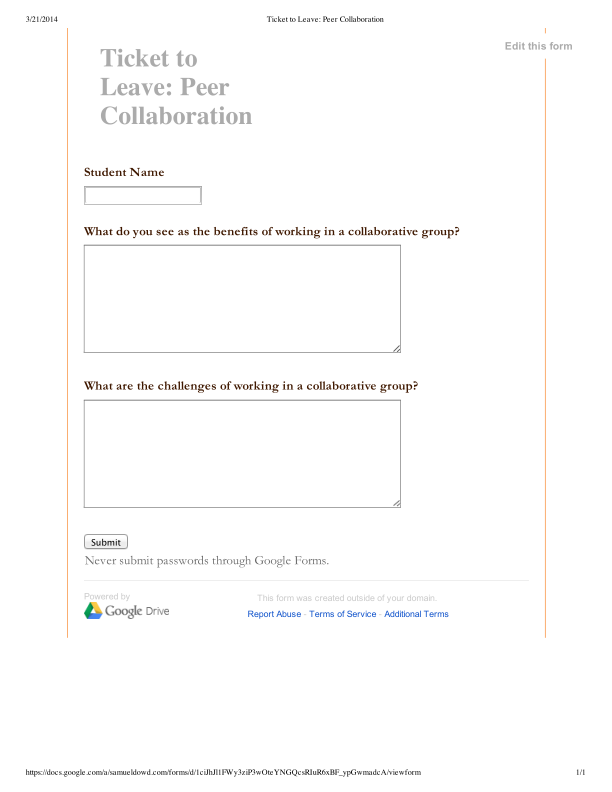 3/21/2014
Ticket to Leave: Peer Collaboration
Edit this form
Ticket to
Leave: Peer
Collaboration
Student Name
What do you see as the benefits of working in a collaborative group?
What are the challenges of working in a collaborative group?
Submit
Never submit passwords through Google Forms.
Powered by
Google Drive
This form was created outside of your domain.
Report Abuse - Terms of Service - Additional Terms
https://docs.google.com/a/samueldowd.com/forms/d/1ciJhJl1FWy3ziP3wOteYNGQcsRIuR6xBF_ypGwmadcA/viewform
1/1